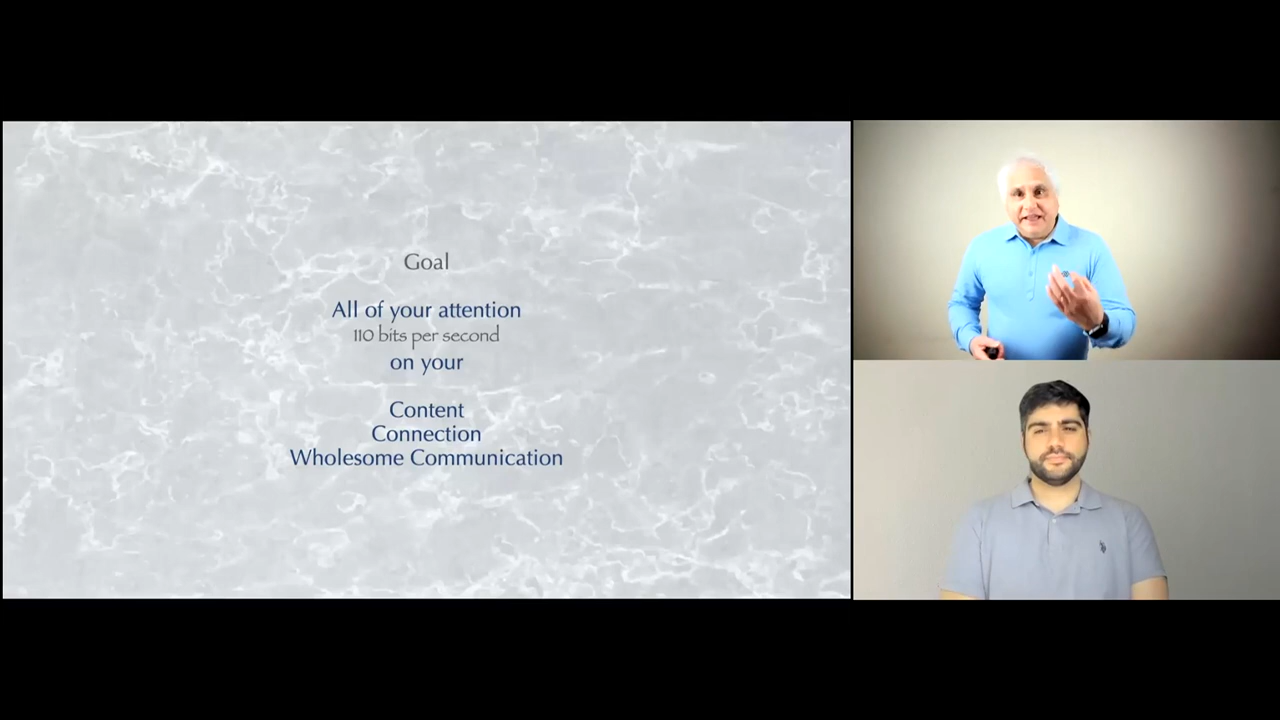 Goal
All of your attention
110 bits per second
on your
Content
Connection
Wholesome Communication